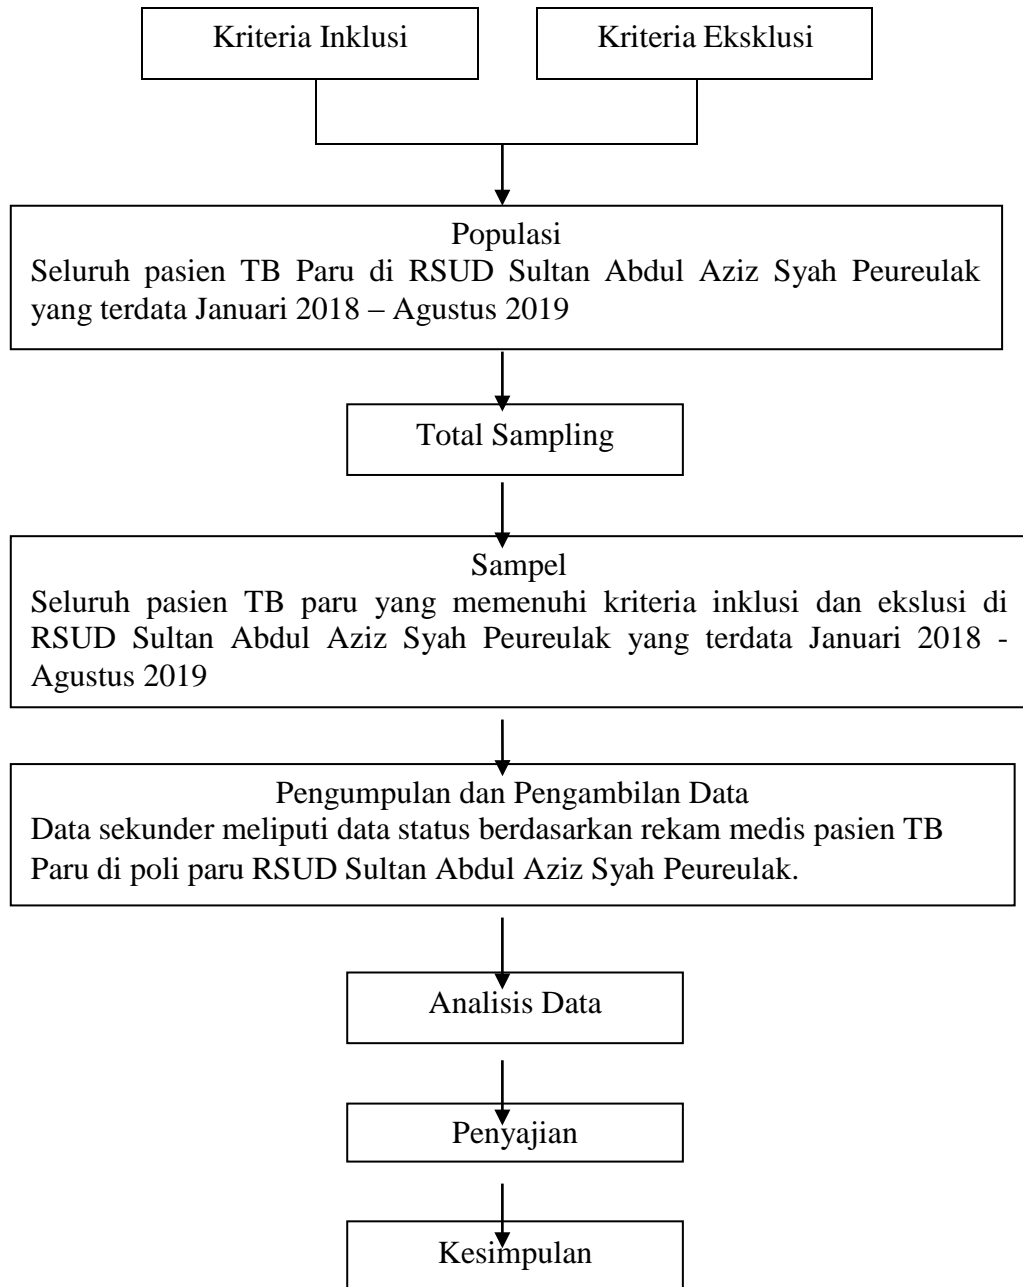 Kriteria Inklusi
Kriteria Eksklusi
Populasi
Seluruh pasien TB Paru di RSUD Sultan Abdul Aziz Syah Peureulak
yang terdata Januari 2018 – Agustus 2019
Total Sampling
Sampel
Seluruh pasien TB paru yang memenuhi kriteria inklusi dan ekslusi di
RSUD Sultan Abdul Aziz Syah Peureulak yang terdata Januari 2018 -
Agustus 2019
Pengumpulan dan Pengambilan Data
Data sekunder meliputi data status berdasarkan rekam medis pasien TB
Paru di poli paru RSUD Sultan Abdul Aziz Syah Peureulak.
Analisis Data
Penyajian
Kesimpulan